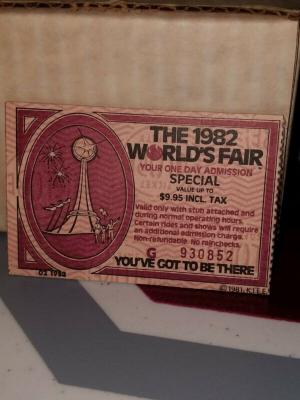 THE 1982
WORLD'S FAIR
YOUR ONE DAY ADMISSION
SPECIAL
VALUE UP TO
$9.95 INCL. TAX
Valid only with stub attached and
during normal operating hours.
Certain rides and shows will require
an additional admission charge.
Non-refundable. No rainchecks.
G 930852
YOU'VE GOT TO BE THERE
©1981, K.I.E.E.